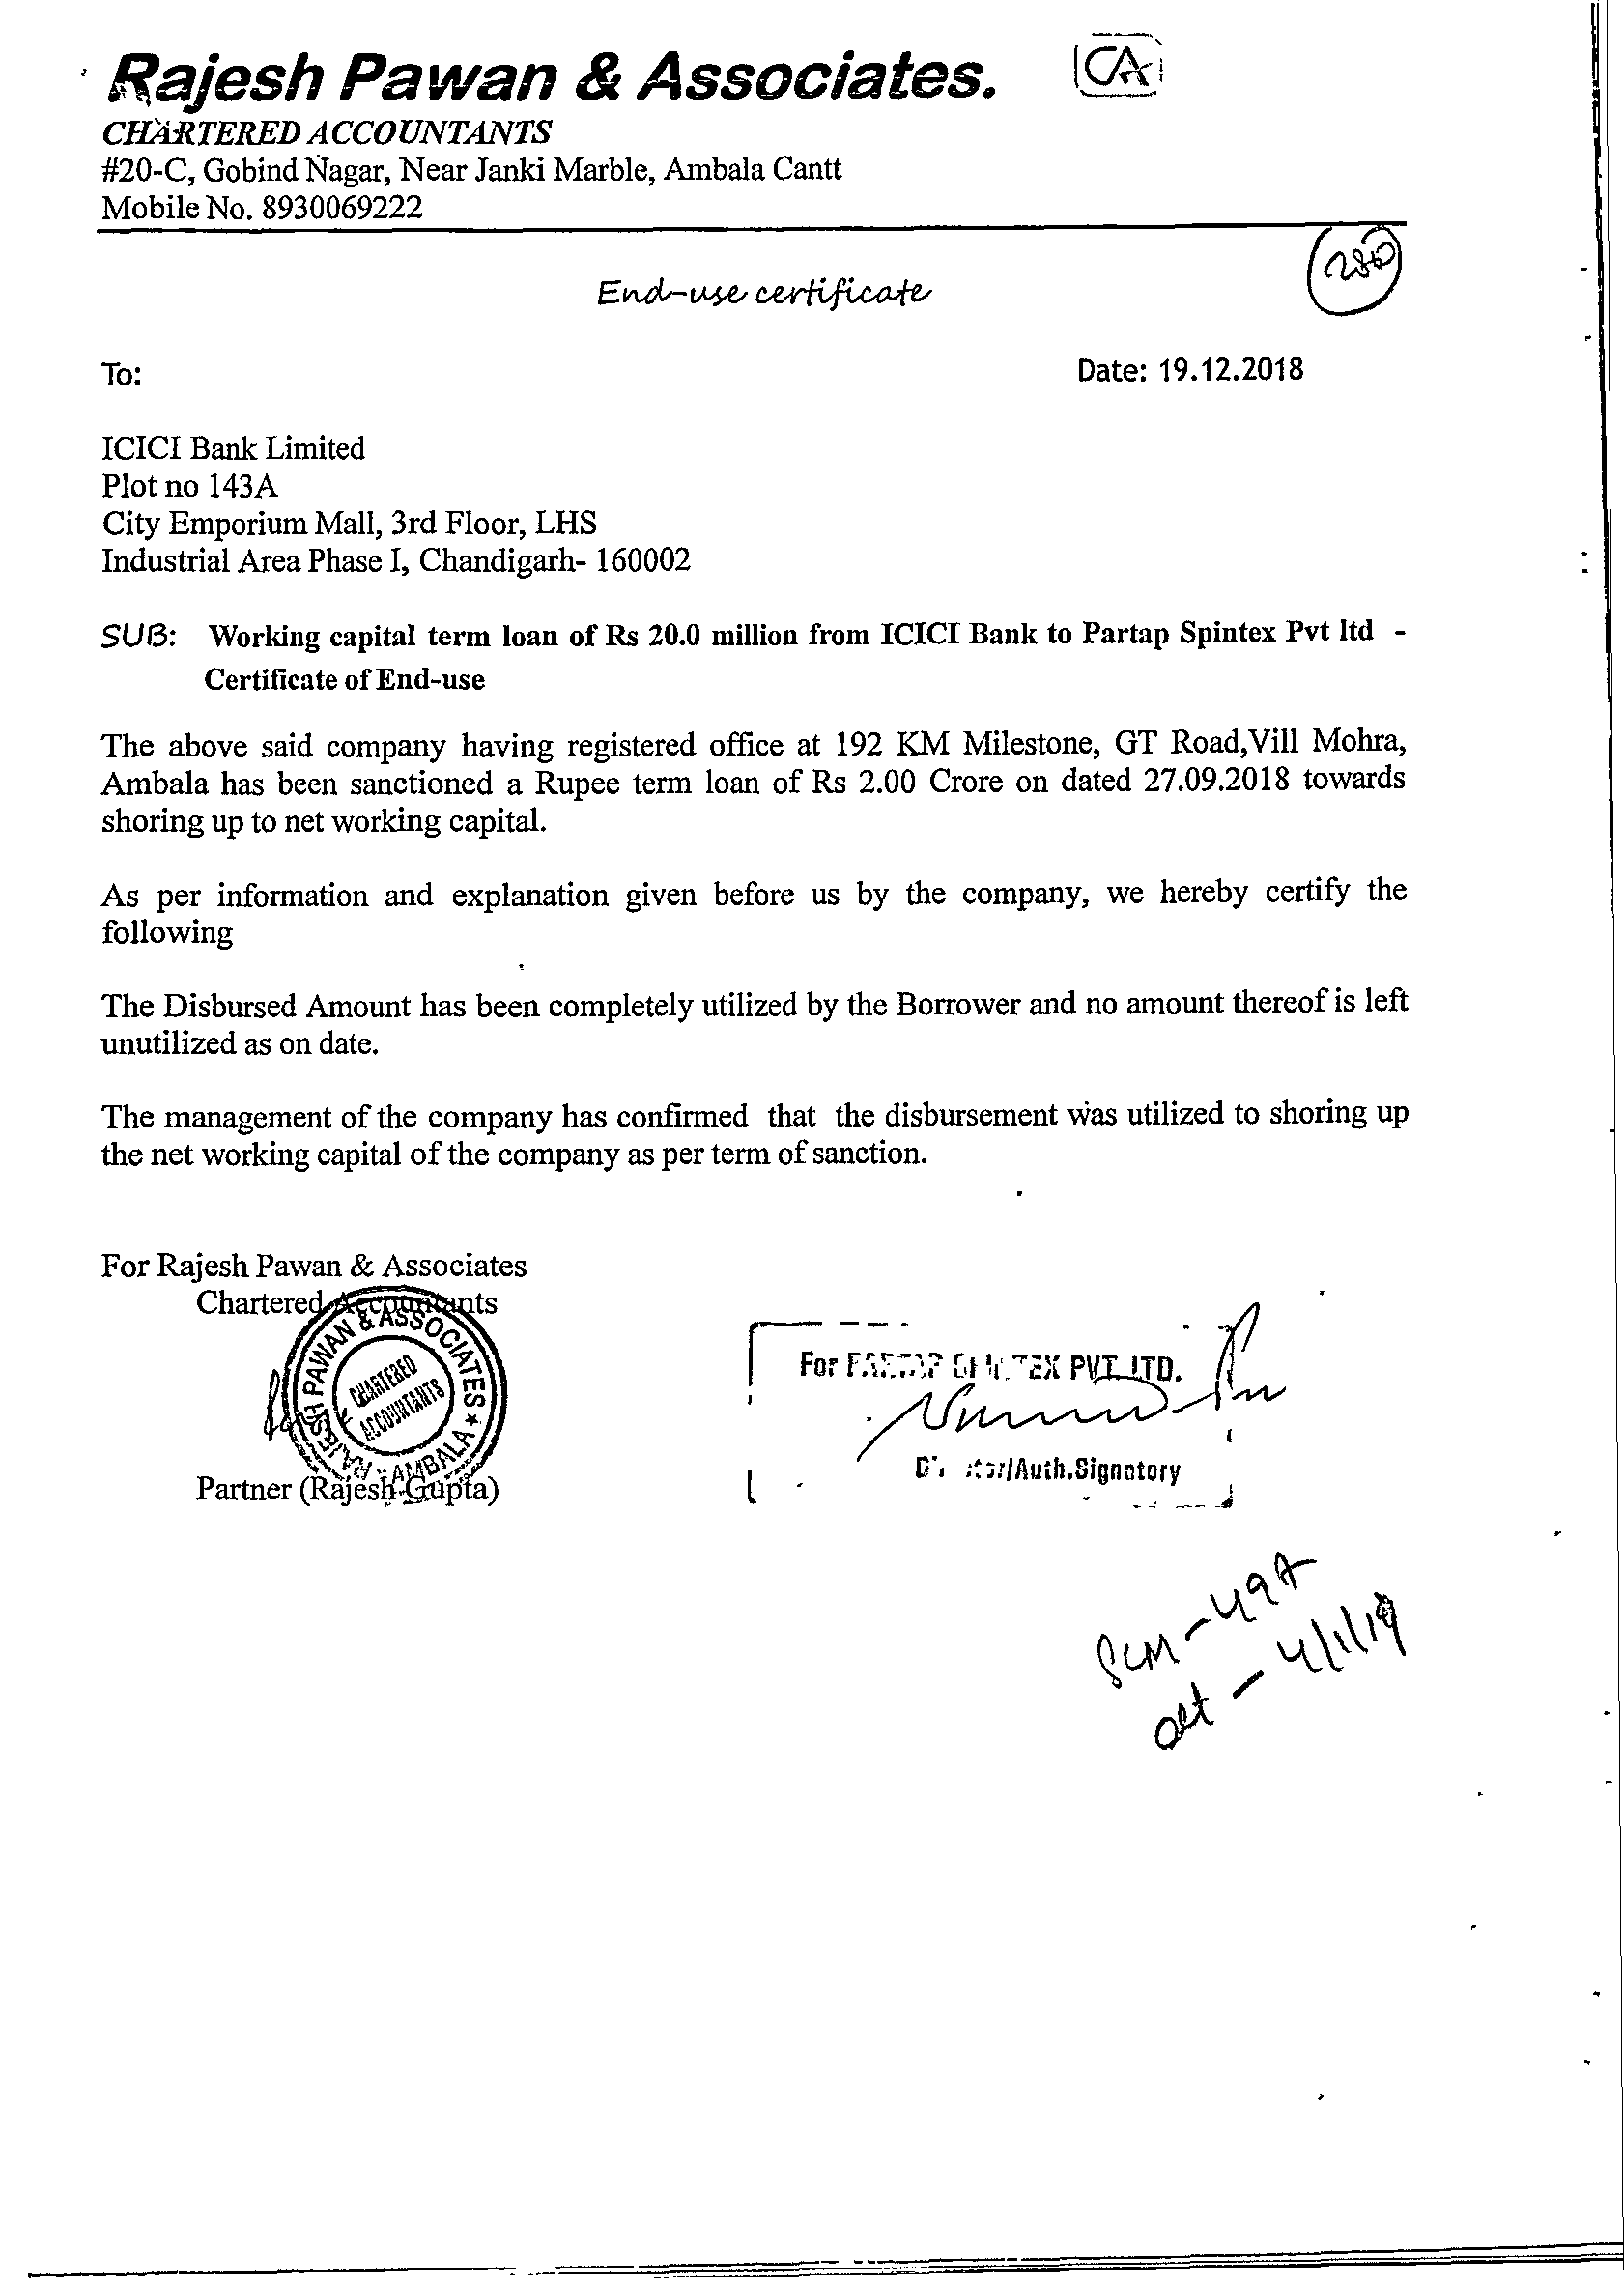 Rajesh Pawan & Associates.
CA
CHARTERED ACCOUNTANTS
#20-C, Gobind Nagar, Near Janki Marble, Ambala Cantt
Mobile No. 8930069222
280
End-use certificate
To:
Date: 19.12.2018
ICICI Bank Limited
Plot no 143A
City Emporium Mall, 3rd Floor, LHS
Industrial Area Phase I, Chandigarh- 160002
SUB: Working capital term loan of Rs 20.0 million from ICICI Bank to Partap Spintex Pvt ltd -
Certificate of End-use
The above said company having registered office at 192 KM Milestone, GT Road,Vill Mohra,
Ambala has been sanctioned a Rupee term loan of Rs 2.00 Crore on dated 27.09.2018 towards
shoring up to net working capital.
As per information and explanation given before us by the company, we hereby certify the
following
The Disbursed Amount has been completely utilized by the Borrower and no amount thereof is left
unutilized as on date.
The management of the company has confirmed that the disbursement was utilized to shoring up
the net working capital of the company as per term of sanction.
For Rajesh Pawan & Associates
Chartered Accountants
RAJESH PAWAN & ASSOCIATES
CHARTERED
ACCOUNTANTS
AMBALA
Partner (Rajesh Gupta)
For PARTAP SPINTEX PVT. LTD.
Director/Auth.Signatory
4/1/19